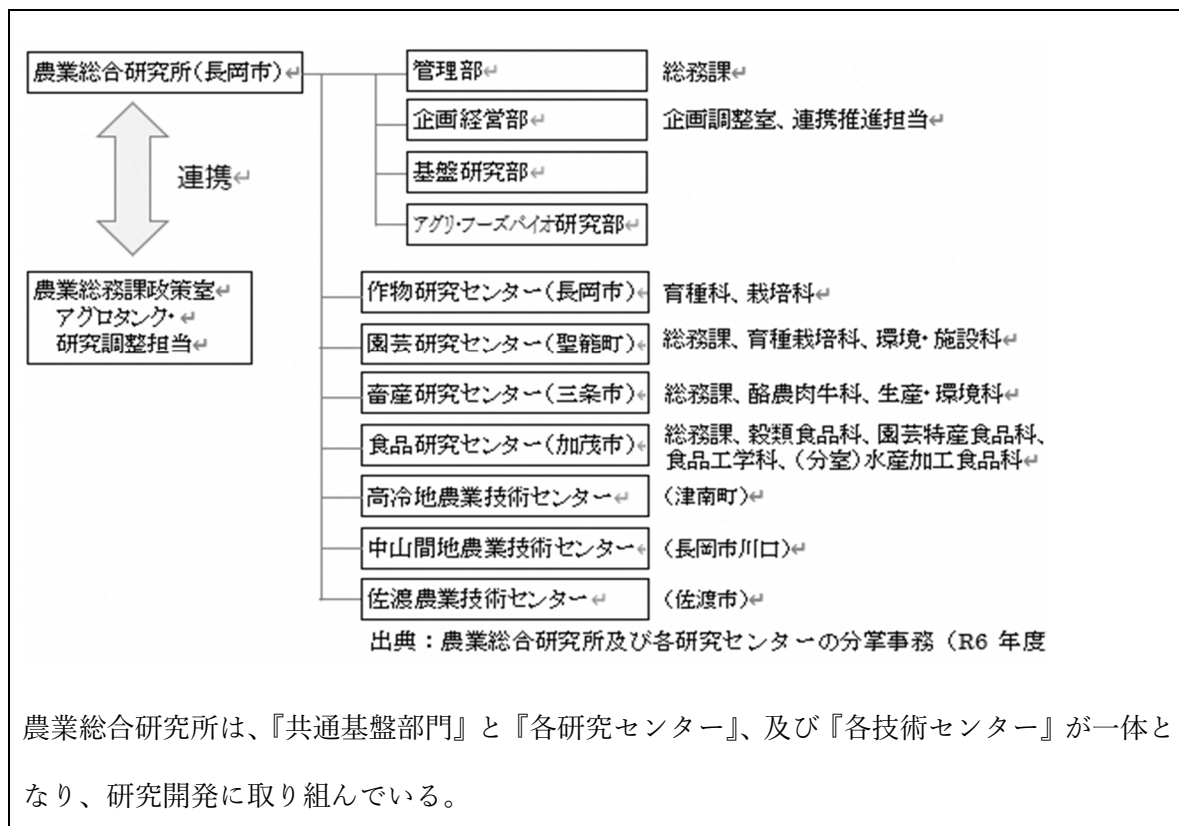 農業総合研究所(長岡市)↵
管理部↵ 総務課↵
企画経営部↵ 企画調整室、連携推進担当↵
基盤研究部↵
連携↵
アグリ・フーズバイオ研究部↵
農業総務課政策室↵
アグロタンク・↵
研究調整担当↵
作物研究センター(長岡市)↵ 育種科、栽培科↵
園芸研究センター(聖籠町)↵ 総務課、育種栽培科、環境・施設科↵
畜産研究センター(三条市)↵ 総務課、酪農肉牛科、生産・環境科↵
食品研究センター(加茂市)↵ 総務課、穀類食品科、園芸特産食品科、
食品工学科、(分室)水産加工食品科↵
高冷地農業技術センター↵ (津南町)↵
中山間地農業技術センター↵ (長岡市川口)↵
佐渡農業技術センター↵ (佐渡市)↵
出典:農業総合研究所及び各研究センターの分掌事務(R6 年度
農業総合研究所は、『共通基盤部門』と『各研究センター』、及び『各技術センター』が一体と
なり、研究開発に取り組んでいる。